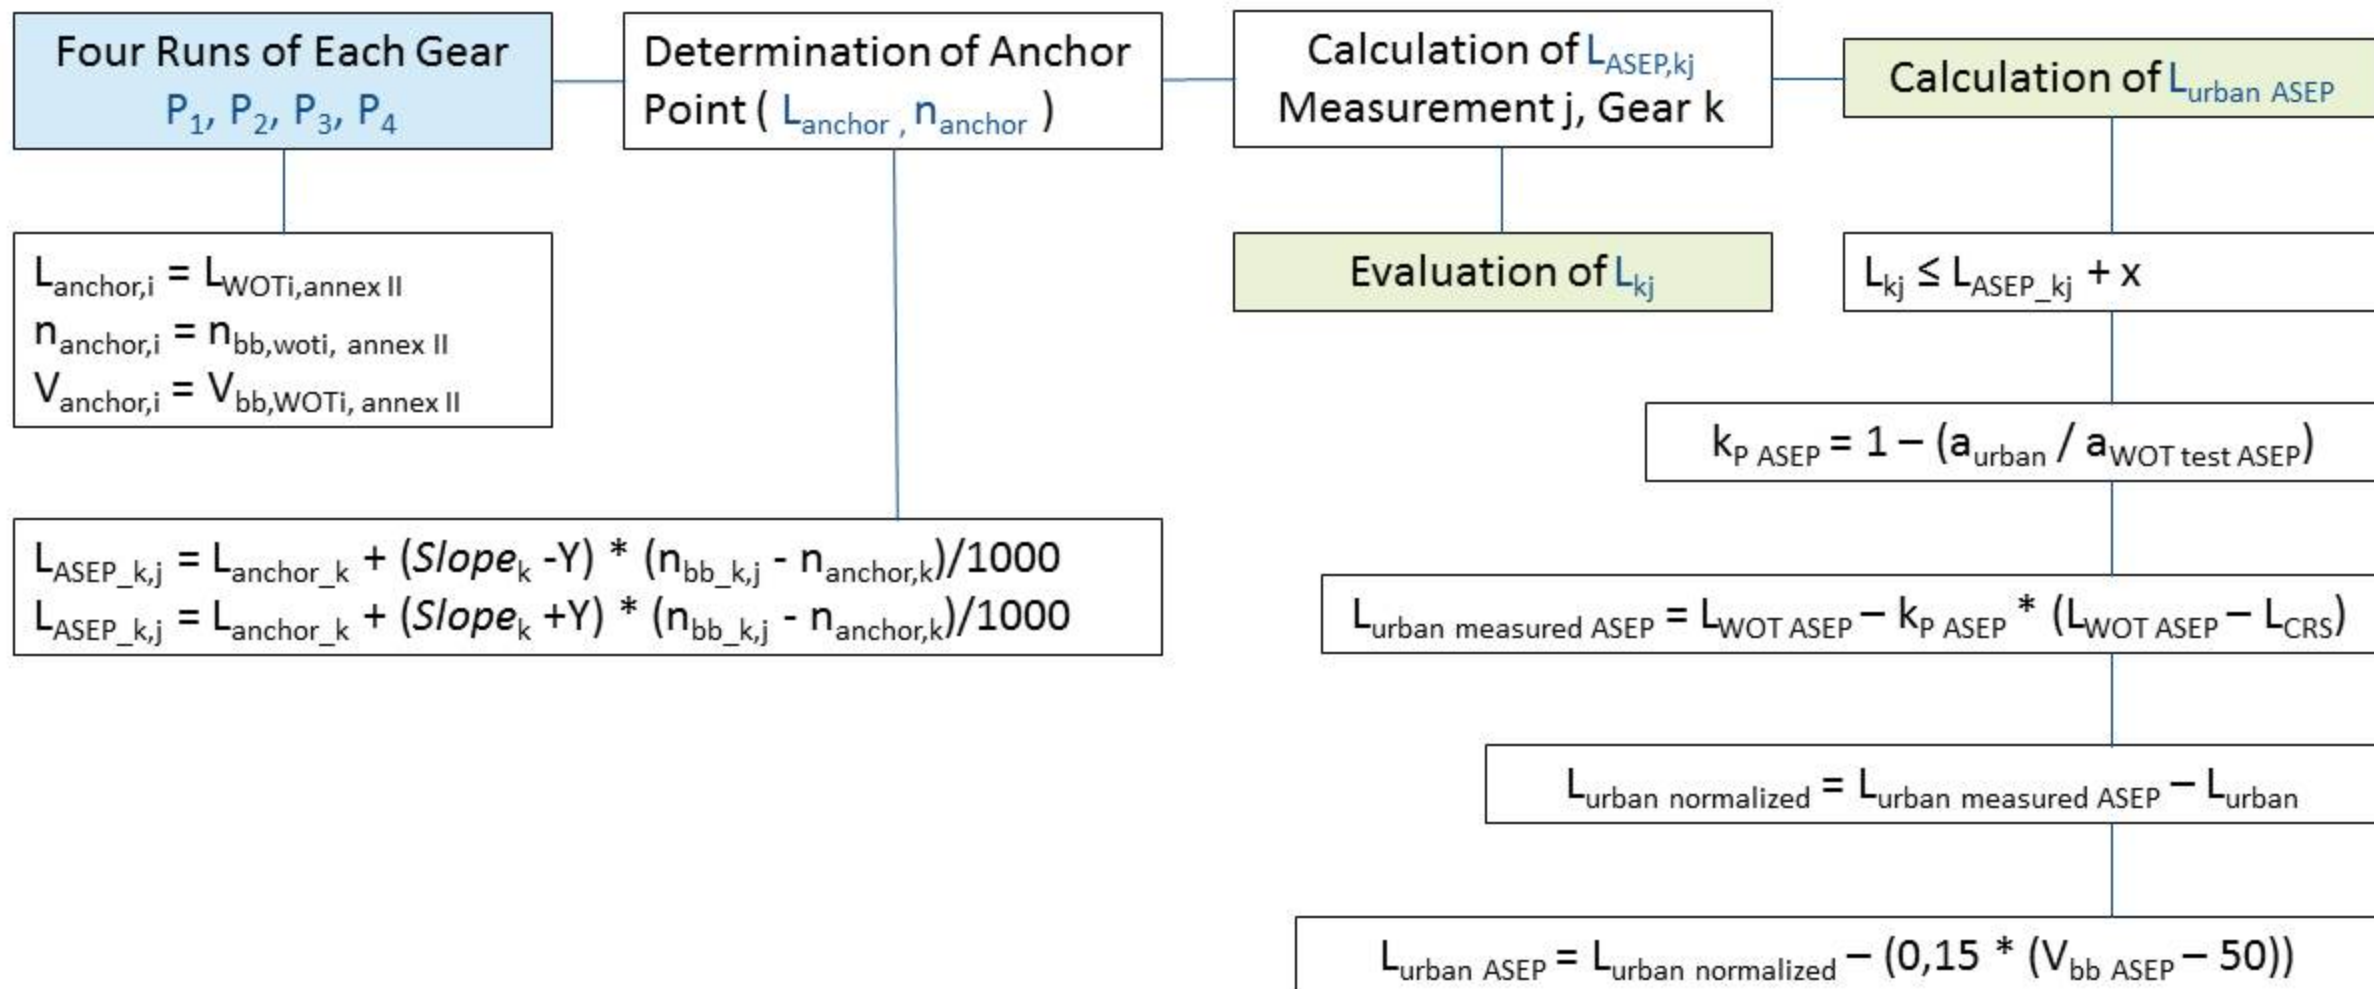 Four Runs of Each Gear
P1, P2, P3, P4
Determination of Anchor
Point ( Lanchor , nanchor )
Calculation of LASEP,kj
Measurement j, Gear k
Calculation of Lurban ASEP
Lanchor,i = LWOTi,annex II
nanchor,i = nbb,woti, annex II
Vanchor,i = Vbb,WOTi, annex II
Evaluation of Lkj
Lkj ≤ LASEP_kj + x
kP ASEP = 1 – (aurban / aWOT test ASEP)
LASEP_k,j = Lanchor_k + (Slopek -Y) * (nbb_k,j - nanchor,k)/1000
LASEP_k,j = Lanchor_k + (Slopek +Y) * (nbb_k,j - nanchor,k)/1000
Lurban measured ASEP = LWOT ASEP – kP ASEP * (LWOT ASEP – LCRS)
Lurban normalized = Lurban measured ASEP – Lurban
Lurban ASEP = Lurban normalized – (0,15 * (Vbb ASEP – 50))